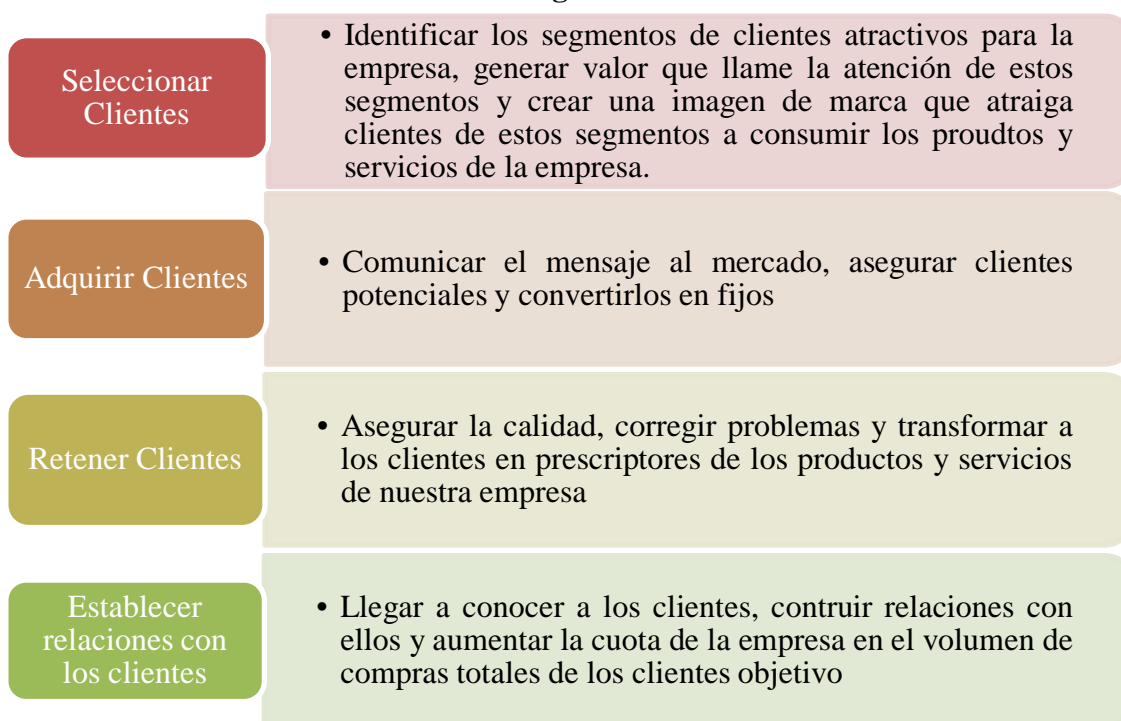 Seleccionar
Clientes
• Identificar los segmentos de clientes atractivos para la
empresa, generar valor que llame la atención de estos
segmentos y crear una imagen de marca que atraiga
clientes de estos segmentos a consumir los proudtos y
servicios de la empresa.
Adquirir Clientes
• Comunicar el mensaje al mercado, asegurar clientes
potenciales y convertirlos en fijos
Retener Clientes
• Asegurar la calidad, corregir problemas y transformar a
los clientes en prescriptores de los productos y servicios
de nuestra empresa
Establecer
relaciones con
los clientes
• Llegar a conocer a los clientes, contruir relaciones con
ellos y aumentar la cuota de la empresa en el volumen de
compras totales de los clientes objetivo